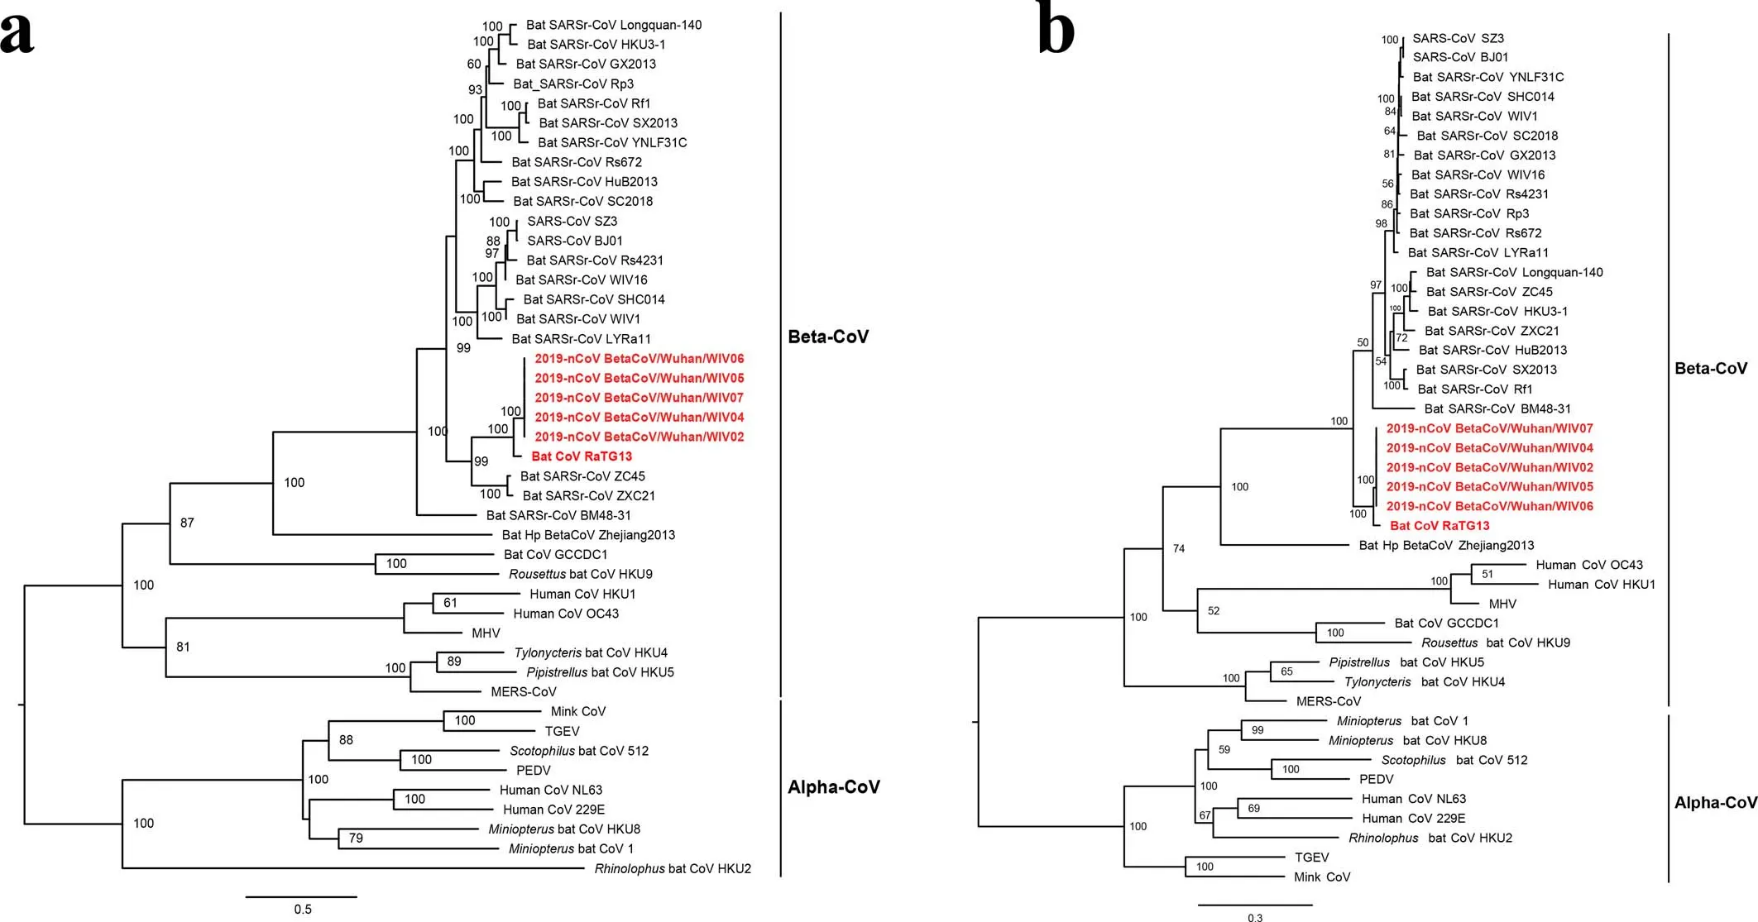 a
100
Bat SARSr-CoV Longquan-140
100
Bat SARSr-CoV HKU3-1
60
Bat SARSr-CoV GX2013
93
Bat_SARSr-CoV Rp3
100
Bat SARSr-CoV Rf1
100
Bat SARSr-CoV SX2013
100
Bat SARSr-CoV YNLF31C
100
Bat SARSr-CoV Rs672
Bat SARSr-CoV HuB2013
100
Bat SARSr-CoV SC2018
100
SARS-CoV SZ3
88
SARS-CoV BJ01
97
Bat SARSr-CoV Rs4231
100
Bat SARSr-CoV WIV16
Bat SARSr-CoV SHC014
100
100
Bat SARSr-CoV WIV1
Bat SARSr-CoV LYRa11
99
2019-nCoV BetaCoV/Wuhan/WIV06
2019-nCoV BetaCoV/Wuhan/WIV05
2019-nCoV BetaCoV/Wuhan/WIV07
100
2019-nCoV BetaCoV/Wuhan/WIV04
100
100
2019-nCoV BetaCoV/Wuhan/WIV02
99
Bat CoV RaTG13
Bat SARSr-CoV ZC45
100
Bat SARSr-CoV ZXC21
100
Bat SARSr-CoV BM48-31
87
Bat Hp BetaCoV Zhejiang2013
Bat CoV GCCDC1
100
Rousettus bat CoV HKU9
100
Human CoV HKU1
61
Human CoV OC43
MHV
81
Tylonycteris bat CoV HKU4
100
89
Pipistrellus bat CoV HKU5
MERS-CoV
Beta-CoV
Mink CoV
100
TGEV
88
Scotophilus bat CoV 512
100
PEDV
100
Human CoV NL63
100
Human CoV 229E
100
Miniopterus bat CoV HKU8
79
Miniopterus bat CoV 1
Rhinolophus bat CoV HKU2
Alpha-CoV
0.5
b
100
SARS-CoV SZ3
SARS-CoV BJ01
Bat SARSr-CoV YNLF31C
100
Bat SARSr-CoV SHC014
84
Bat SARSr-CoV WIV1
64
Bat SARSr-CoV SC2018
81
Bat SARSr-CoV GX2013
Bat SARSr-CoV WIV16
56
Bat SARSr-CoV Rs4231
86
Bat SARSr-CoV Rp3
98
Bat SARSr-CoV Rs672
Bat SARSr-CoV LYRa11
Bat SARSr-CoV Longquan-140
97
100
Bat SARSr-CoV ZC45
100
Bat SARSr-CoV HKU3-1
Bat SARSr-CoV ZXC21
72
50
Bat SARSr-CoV HuB2013
54
Bat SARSr-CoV SX2013
100
Bat SARSr-CoV Rf1
Bat SARSr-CoV BM48-31
100
2019-nCoV BetaCoV/Wuhan/WIV07
2019-nCoV BetaCoV/Wuhan/WIV04
2019-nCoV BetaCoV/Wuhan/WIV02
100
2019-nCoV BetaCoV/Wuhan/WIV05
100
2019-nCoV BetaCoV/Wuhan/WIV06
100
Bat CoV RaTG13
74
Bat Hp BetaCoV Zhejiang2013
Human CoV OC43
100
51
Human CoV HKU1
MHV
52
100
Bat CoV GCCDC1
100
Rousettus bat CoV HKU9
Pipistrellus bat CoV HKU5
100
65
Tylonycteris bat CoV HKU4
MERS-CoV
Beta-CoV
Miniopterus bat CoV 1
99
Miniopterus bat CoV HKU8
59
Scotophilus bat CoV 512
100
PEDV
100
Human CoV NL63
69
67
Human CoV 229E
100
Rhinolophus bat CoV HKU2
TGEV
100
Mink CoV
Alpha-CoV
0.3